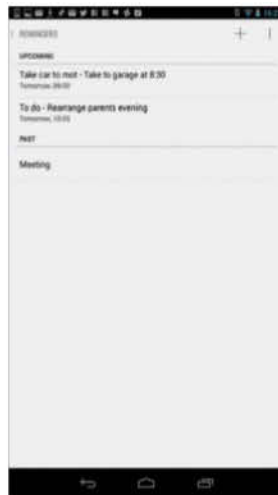 REMINDERS
UPCOMING
Take car to mot - Take to garage at 8:30
Tomorrow, 08:00
To do - Rearrange parents evening
Tomorrow, 10:00
PAST
Meeting